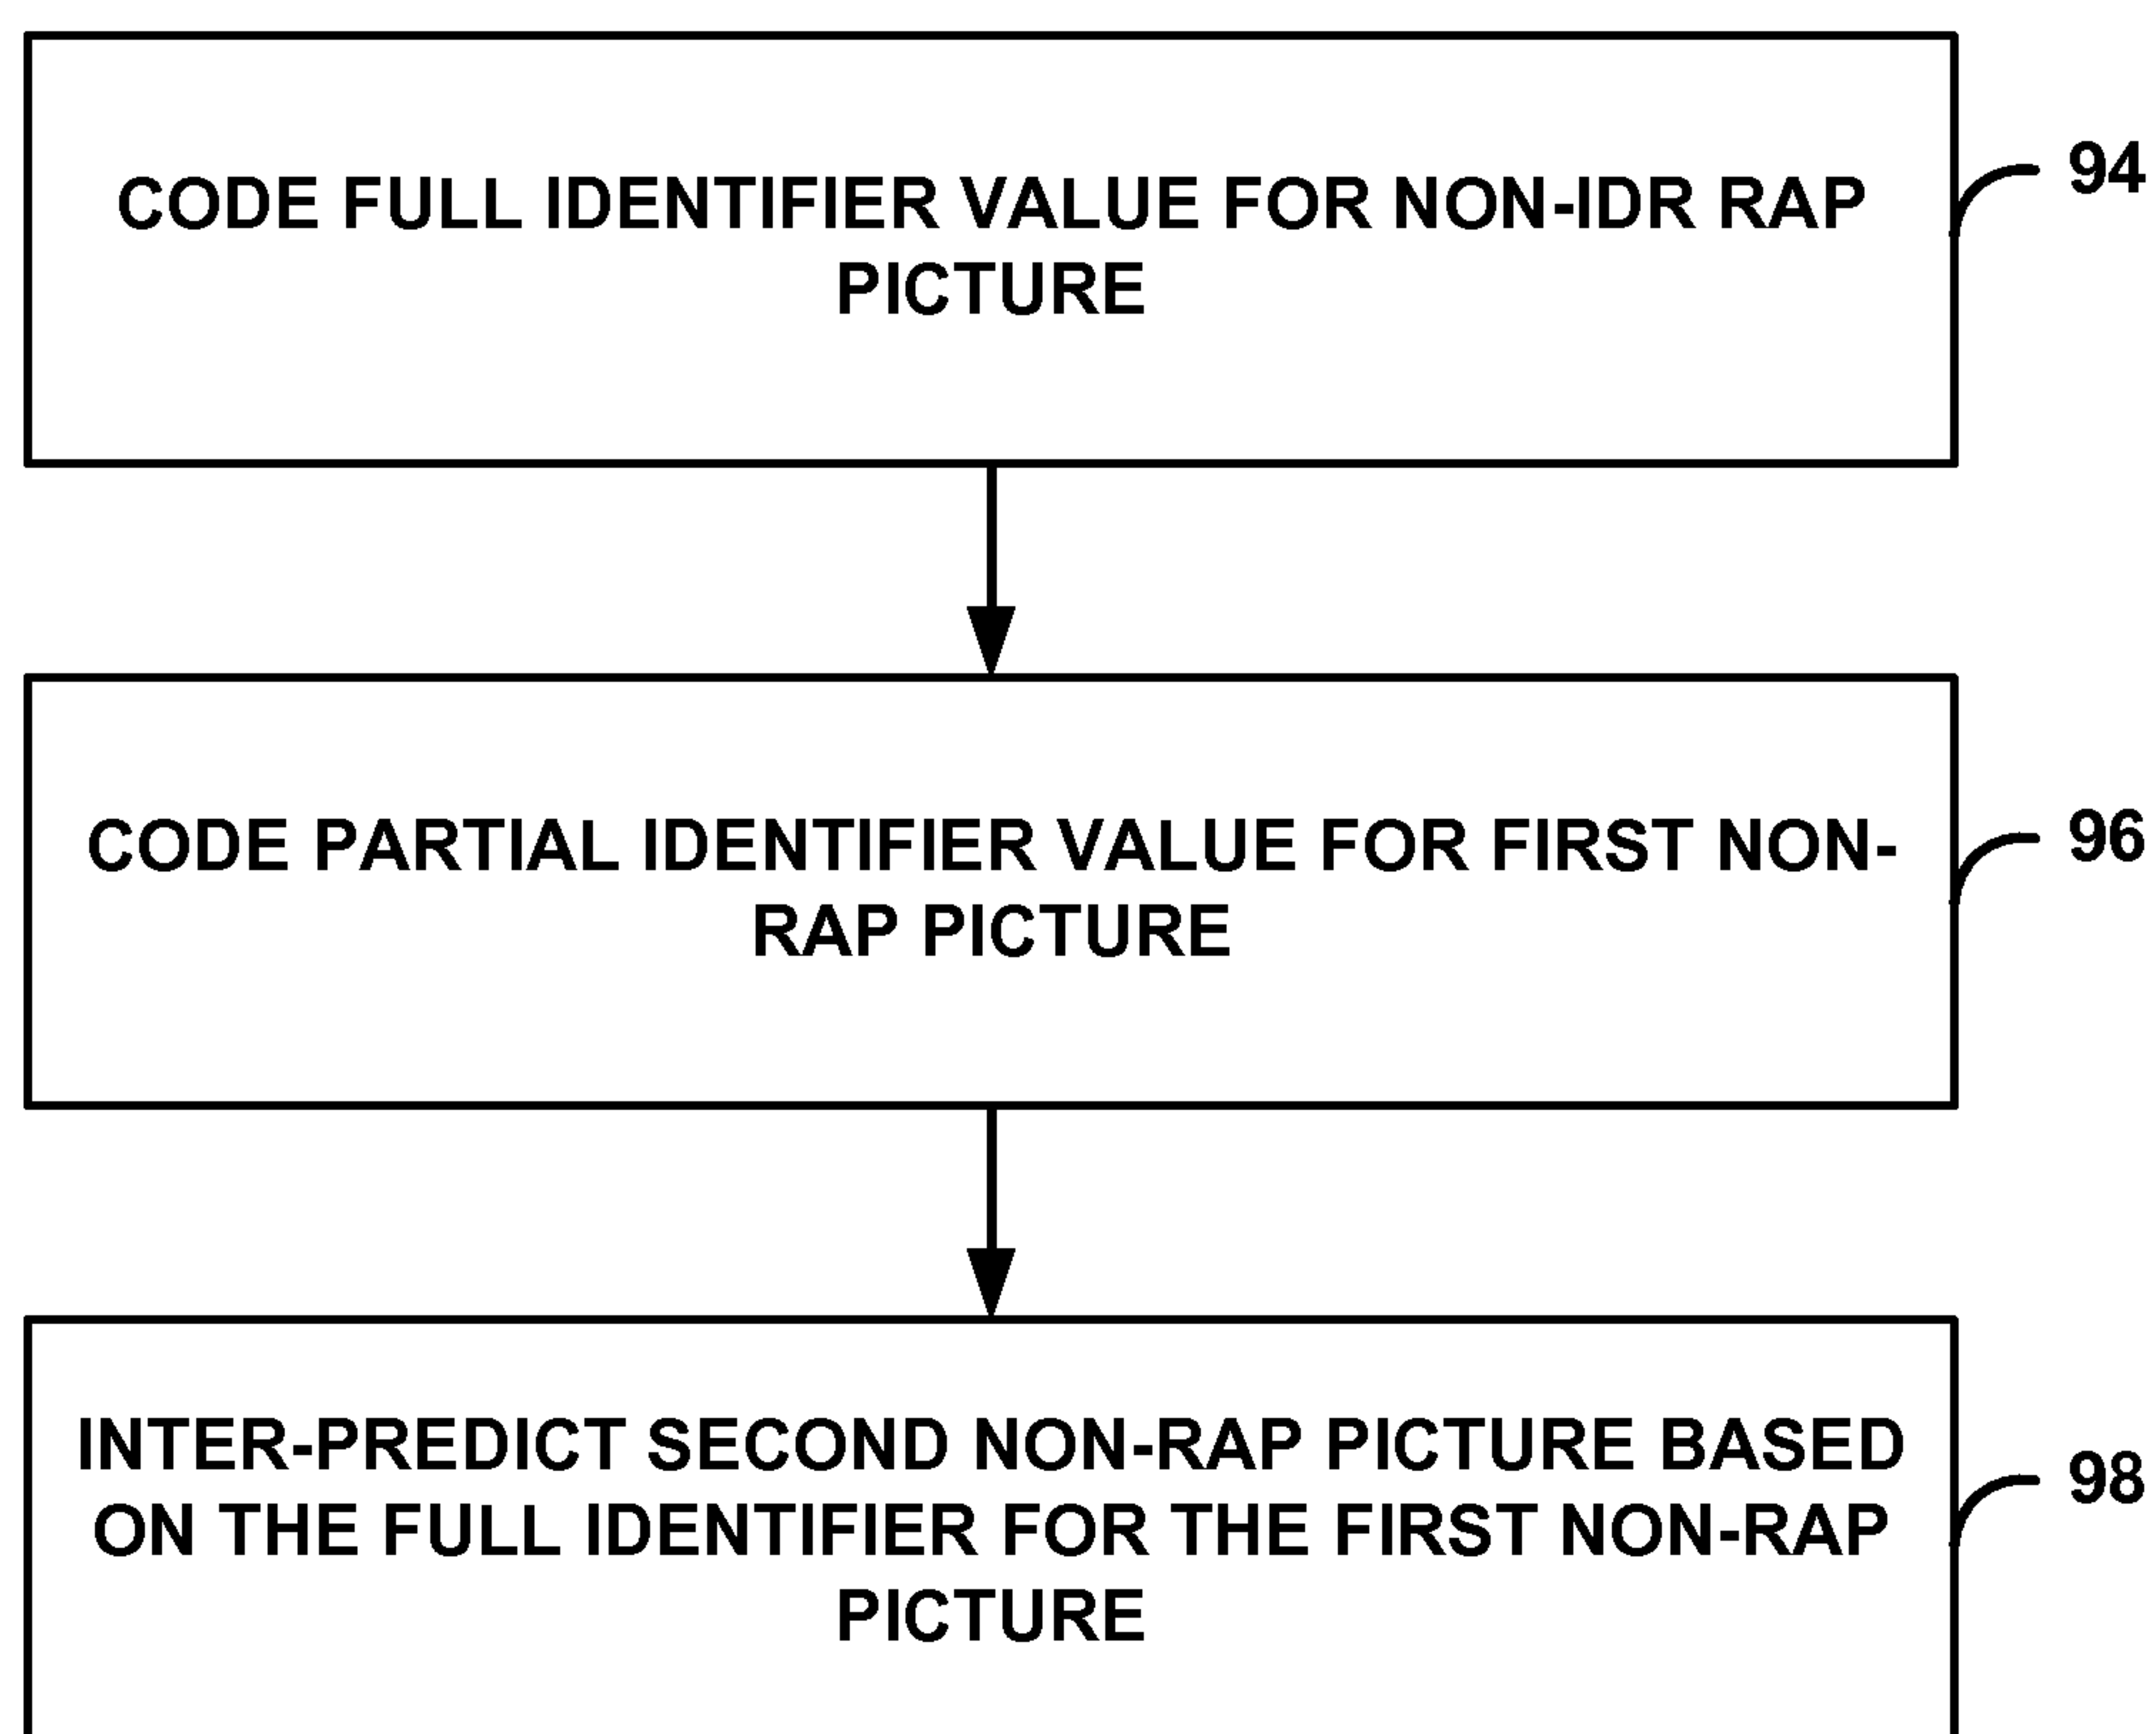 CODE FULL IDENTIFIER VALUE FOR NON-IDR RAP
PICTURE
94
CODE PARTIAL IDENTIFIER VALUE FOR FIRST NON-
RAP PICTURE
96
INTER-PREDICT SECOND NON-RAP PICTURE BASED
ON THE FULL IDENTIFIER FOR THE FIRST NON-RAP
PICTURE
98